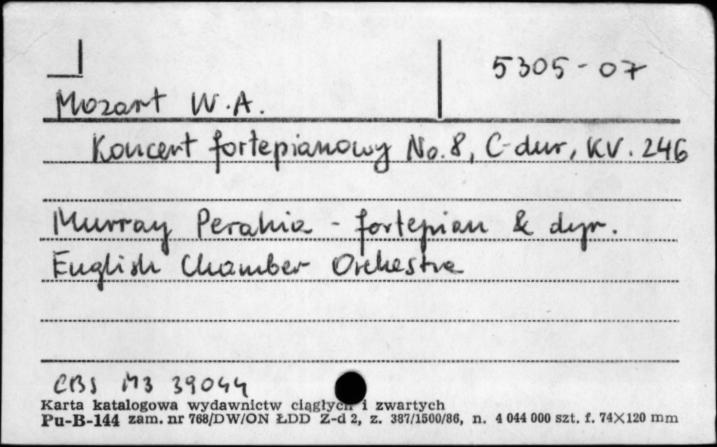 5305-07
Mozart W.A.
Koncert fortepianowy No.8, C-dur, KV. 246
Murray Perahia - fortepian & dyr.
English Chamber Orchestra
CBS M3 39044
Karta katalogowa wydawnictw ciągłych i zwartych
Pu-B-144 zam. nr 768/DW/ON ŁDD Z-d 2, z. 387/1500/86, n. 4 044 000 szt. f. 74×120 mm